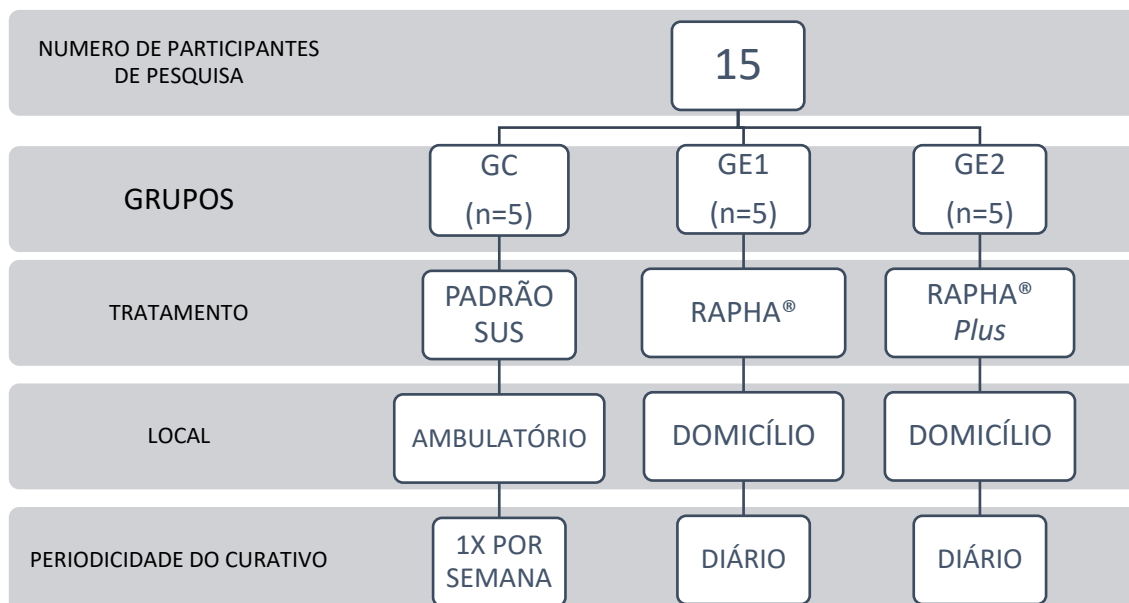 NUMERO DE PARTICIPANTES
DE PESQUISA
15
GRUPOS
GC
(n=5)
GE1
(n=5)
GE2
(n=5)
TRATAMENTO
PADRÃO
SUS
RAPHA®
RAPHA®
Plus
LOCAL
AMBULATÓRIO
DOMICÍLIO
DOMICÍLIO
PERIODICIDADE DO CURATIVO
1X POR
SEMANA
DIÁRIO
DIÁRIO